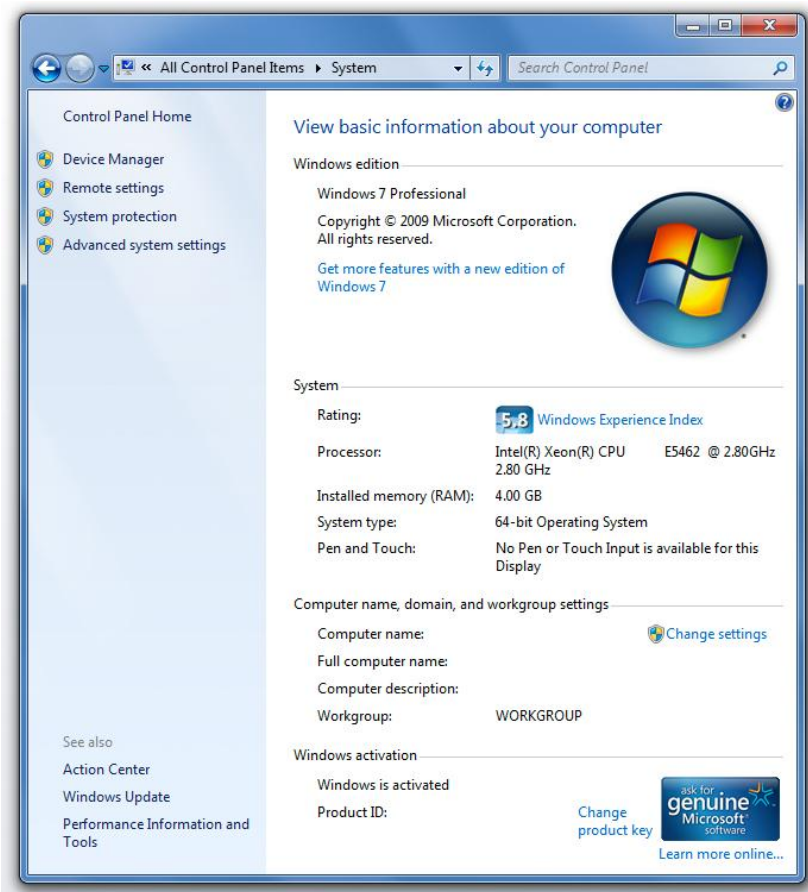 « All Control Panel Items ▸ System
Search Control Panel
Control Panel Home
Device Manager
Remote settings
System protection
Advanced system settings
See also
Action Center
Windows Update
Performance Information and
Tools
View basic information about your computer
Windows edition
Windows 7 Professional
Copyright © 2009 Microsoft Corporation.
All rights reserved.
Get more features with a new edition of
Windows 7
System
Rating:
5.8 Windows Experience Index
Processor:
Intel(R) Xeon(R) CPU E5462 @ 2.80GHz
2.80 GHz
Installed memory (RAM): 4.00 GB
System type: 64-bit Operating System
Pen and Touch: No Pen or Touch Input is available for this
Display
Computer name, domain, and workgroup settings
Computer name:
Change settings
Full computer name:
Computer description:
Workgroup: WORKGROUP
Windows activation
Windows is activated
Product ID:
Change
product key
ask for
genuine
Microsoft®
software
Learn more online...